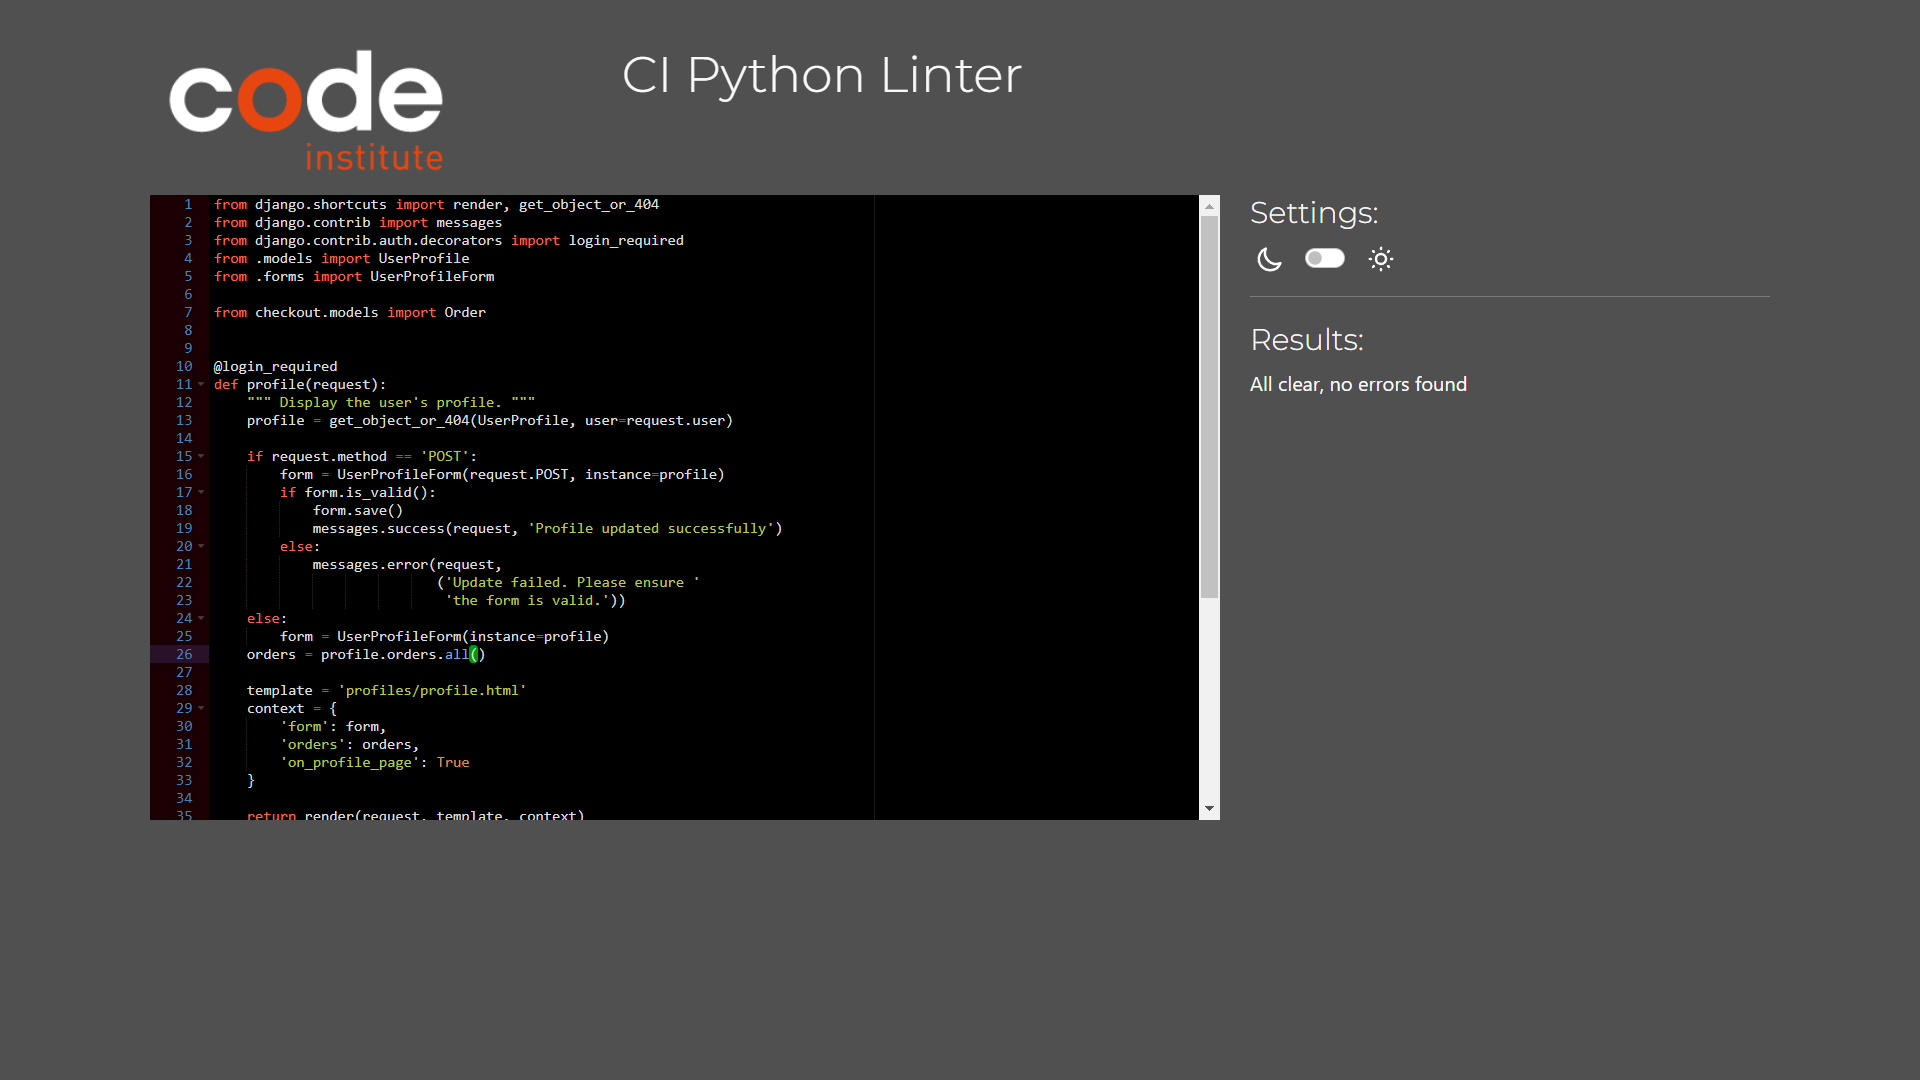 code
institute
CI Python Linter
1 from django.shortcuts import render, get_object_or_404
2 from django.contrib import messages
3 from django.contrib.auth.decorators import login_required
4 from .models import UserProfile
5 from .forms import UserProfileForm
6
7 from checkout.models import Order
8
9
10 @login_required
11 def profile(request):
12     """ Display the user's profile. """
13     profile = get_object_or_404(UserProfile, user=request.user)
14
15     if request.method == 'POST':
16         form = UserProfileForm(request.POST, instance=profile)
17         if form.is_valid():
18             form.save()
19             messages.success(request, 'Profile updated successfully')
20         else:
21             messages.error(request,
22                            ('Update failed. Please ensure '
23                             'the form is valid.'))
24     else:
25         form = UserProfileForm(instance=profile)
26     orders = profile.orders.all()
27
28     template = 'profiles/profile.html'
29     context = {
30         'form': form,
31         'orders': orders,
32         'on_profile_page': True
33     }
34
35     return render(request, template, context)
Settings:
Results:
All clear, no errors found